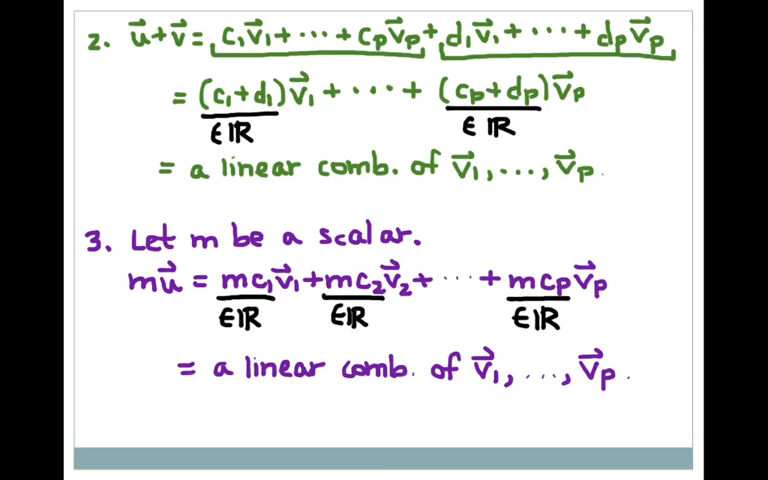 2. u⃗+v⃗ = c₁v⃗₁+ ⋯ + cₚv⃗ₚ + d₁v⃗₁+ ⋯ + dₚv⃗ₚ
= (c₁+d₁)v⃗₁ + ⋯ + (cₚ+dₚ)v⃗ₚ
∈ℝ ∈ℝ
= a linear comb. of v⃗₁, ..., v⃗ₚ.
3. Let m be a scalar.
mu⃗ = mc₁v⃗₁+mc₂v⃗₂+ ⋯ + mcₚv⃗ₚ
∈ℝ ∈ℝ ∈ℝ
= a linear comb. of v⃗₁, ..., v⃗ₚ.